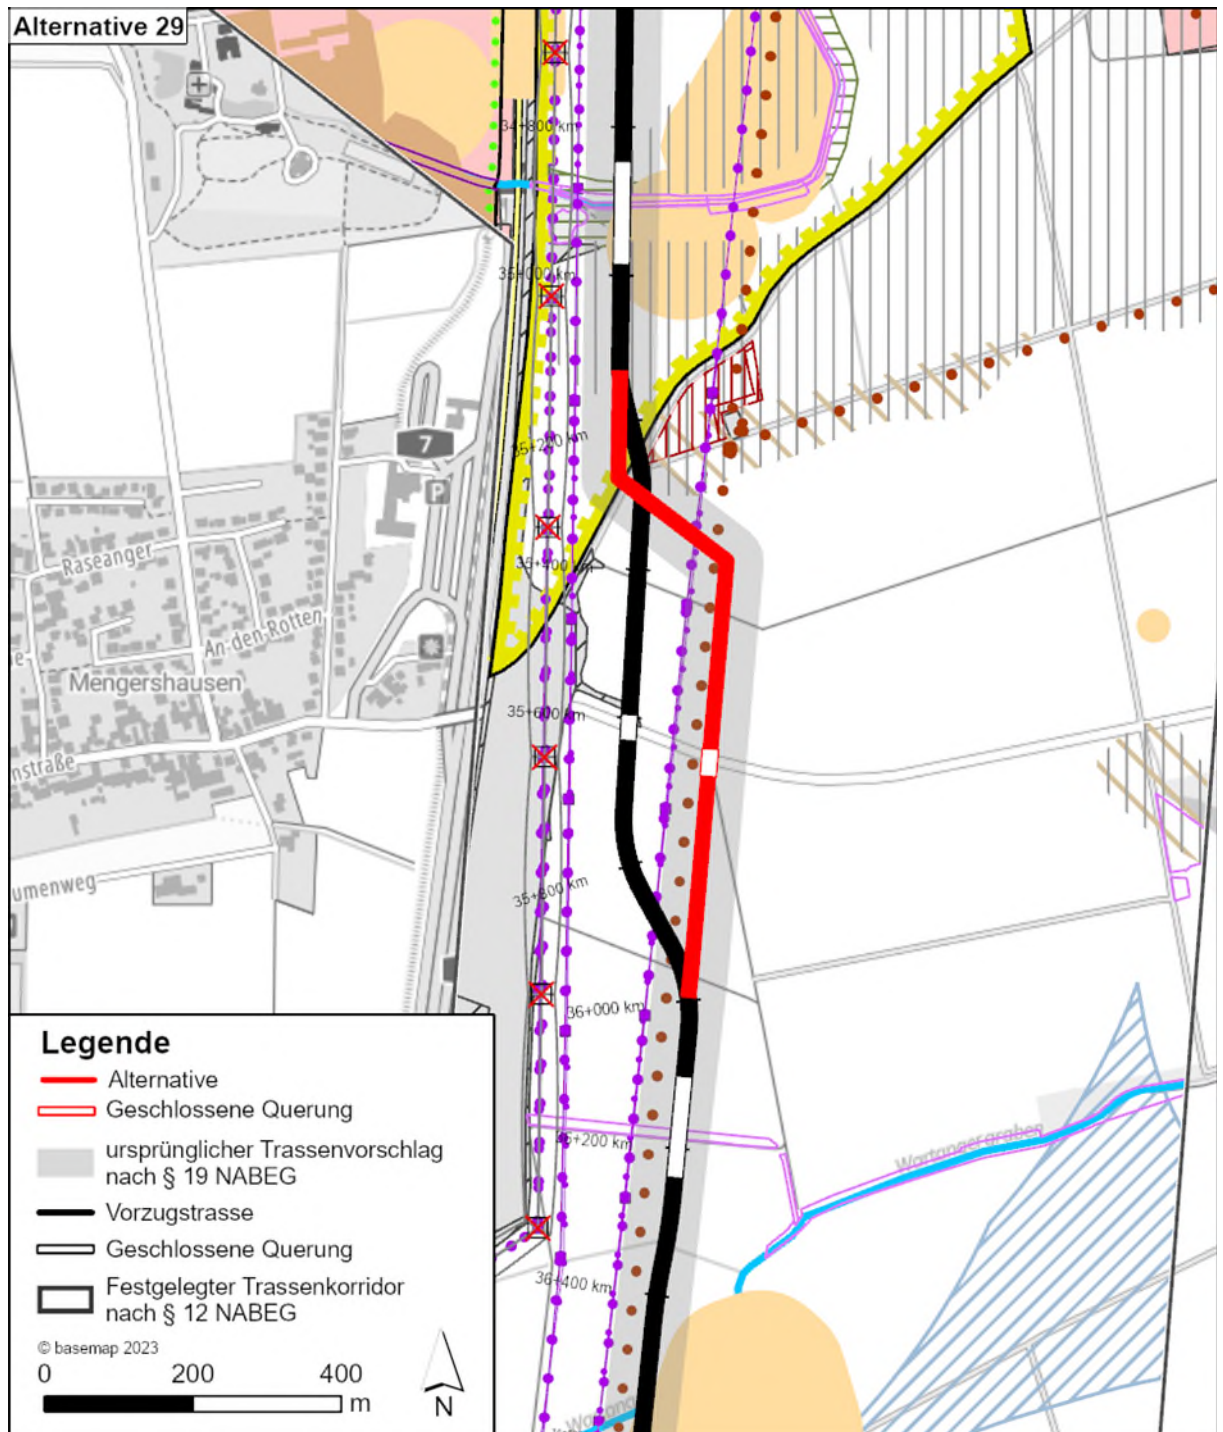 Alternative 29
34+800 km
35+000 km
7
35+220 km
P
Raseanger
35+400 km
An den Rotten
Mengershausen
35+600 km
nstraße
35+800 km
umenweg
36+000 km
Wartangergraben
36+200 km
36+400 km
Legende
Alternative
Geschlossene Querung
ursprünglicher Trassenvorschlag
nach § 19 NABEG
Vorzugstrasse
Geschlossene Querung
Festgelegter Trassenkorridor
nach § 12 NABEG
© basemap 2023
0 200 400
m
N